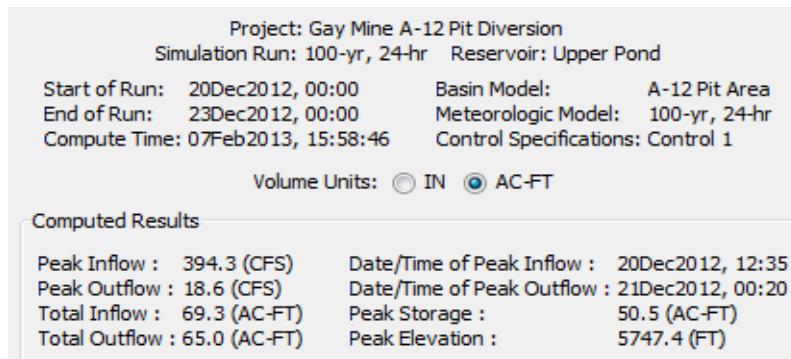 Project: Gay Mine A-12 Pit Diversion
Simulation Run: 100-yr, 24-hr Reservoir: Upper Pond
Start of Run: 20Dec2012, 00:00 Basin Model: A-12 Pit Area
End of Run: 23Dec2012, 00:00 Meteorologic Model: 100-yr, 24-hr
Compute Time: 07Feb2013, 15:58:46 Control Specifications: Control 1
Volume Units: IN AC-FT
Computed Results
Peak Inflow : 394.3 (CFS) Date/Time of Peak Inflow : 20Dec2012, 12:35
Peak Outflow : 18.6 (CFS) Date/Time of Peak Outflow : 21Dec2012, 00:20
Total Inflow : 69.3 (AC-FT) Peak Storage : 50.5 (AC-FT)
Total Outflow : 65.0 (AC-FT) Peak Elevation : 5747.4 (FT)